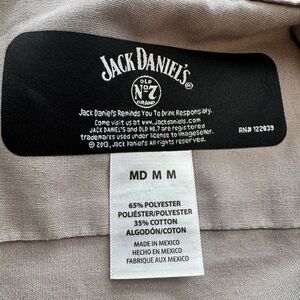 JACK DANIEL'S
OLD
No.7
BRAND
Jack Daniel's Reminds You To Drink Responsibly.
Come visit us at www.Jackdaniels.com
JACK DANIEL'S and OLD NO.7 are registered
trademarks used under license to Imageseller.
© 2013, Jack Daniel's All rights reserved.
RN# 122839
MD M M
65% POLYESTER
POLIÉSTER/POLYESTER
35% COTTON
ALGODÓN/COTON
MADE IN MEXICO
HECHO EN MEXICO
FABRIQUE AUX MEXICO